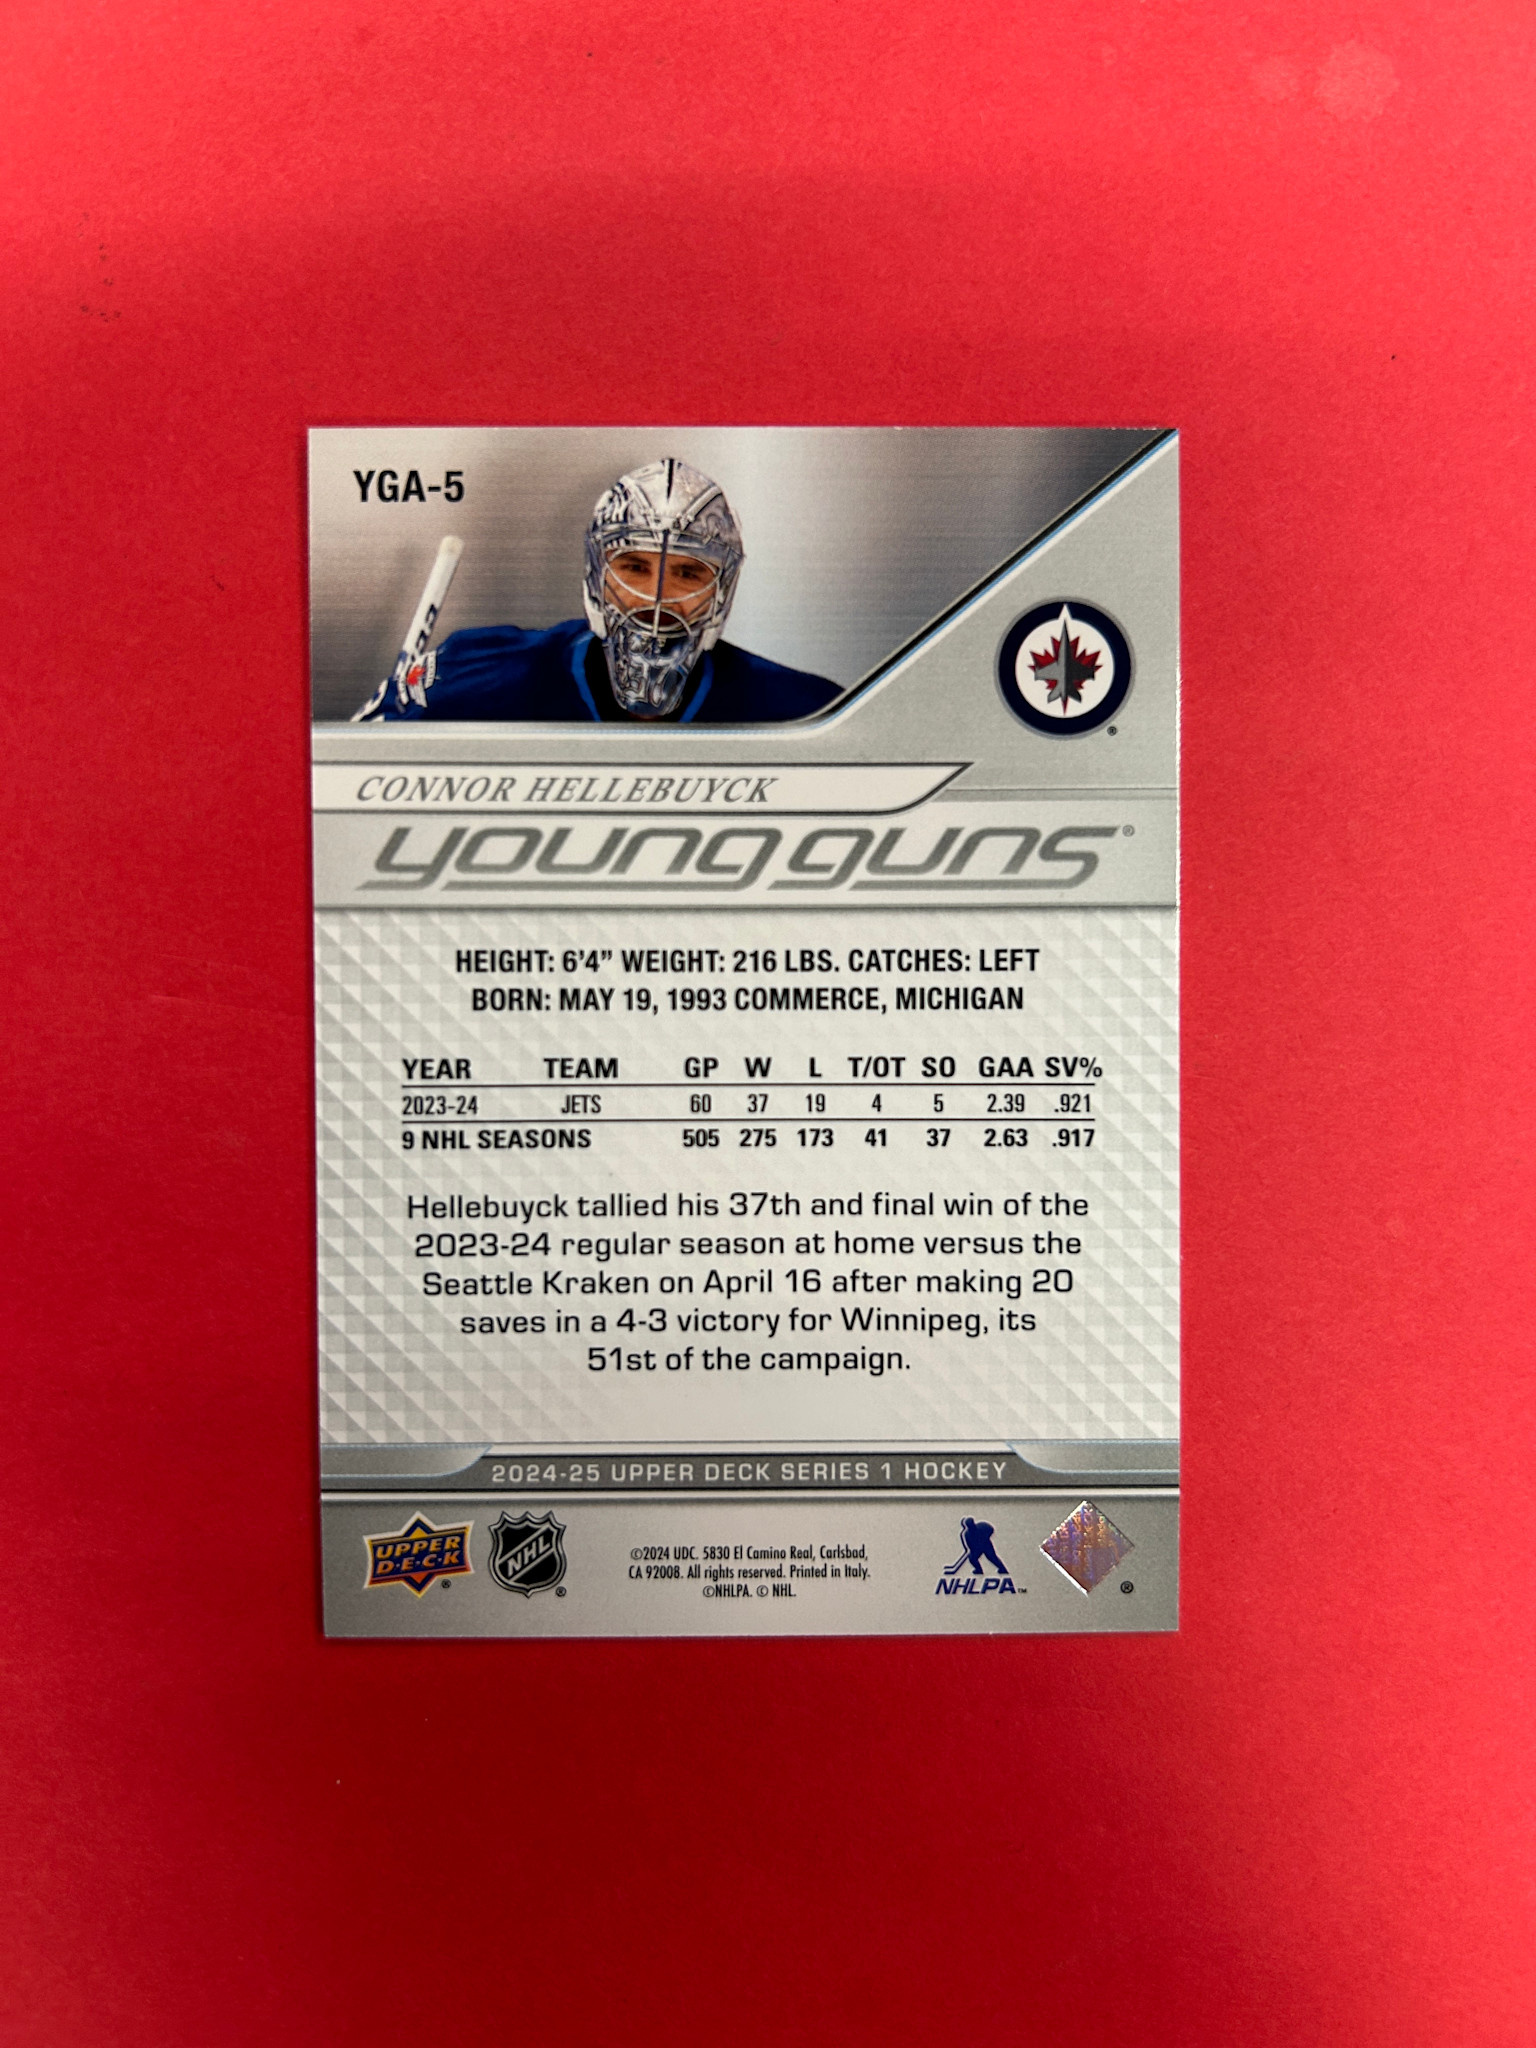 YGA-5
CONNOR HELLEBUYCK
young guns®
HEIGHT: 6'4" WEIGHT: 216 LBS. CATCHES: LEFT
BORN: MAY 19, 1993 COMMERCE, MICHIGAN
YEAR TEAM GP W L T/OT SO GAA SV%
2023-24 JETS 60 37 19 4 5 2.39 .921
9 NHL SEASONS 505 275 173 41 37 2.63 .917
Hellebuyck tallied his 37th and final win of the
2023-24 regular season at home versus the
Seattle Kraken on April 16 after making 20
saves in a 4-3 victory for Winnipeg, its
51st of the campaign.
2024-25 UPPER DECK SERIES 1 HOCKEY
UPPER
D·E·C·K
®
NHL
®
©2024 UDC. 5830 El Camino Real, Carlsbad,
CA 92008. All rights reserved. Printed in Italy.
©NHLPA. © NHL.
NHLPA™
®